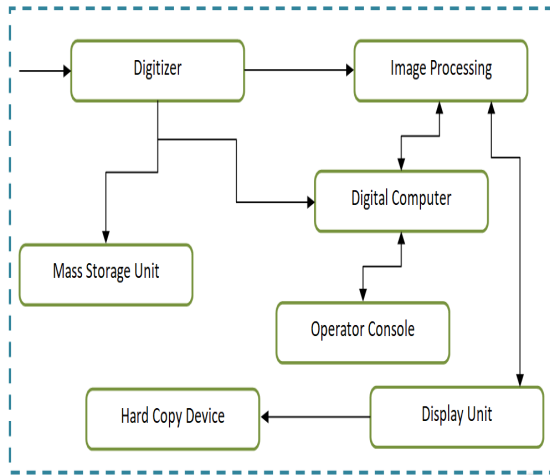 Digitizer
Image Processing
Digital Computer
Mass Storage Unit
Operator Console
Hard Copy Device
Display Unit